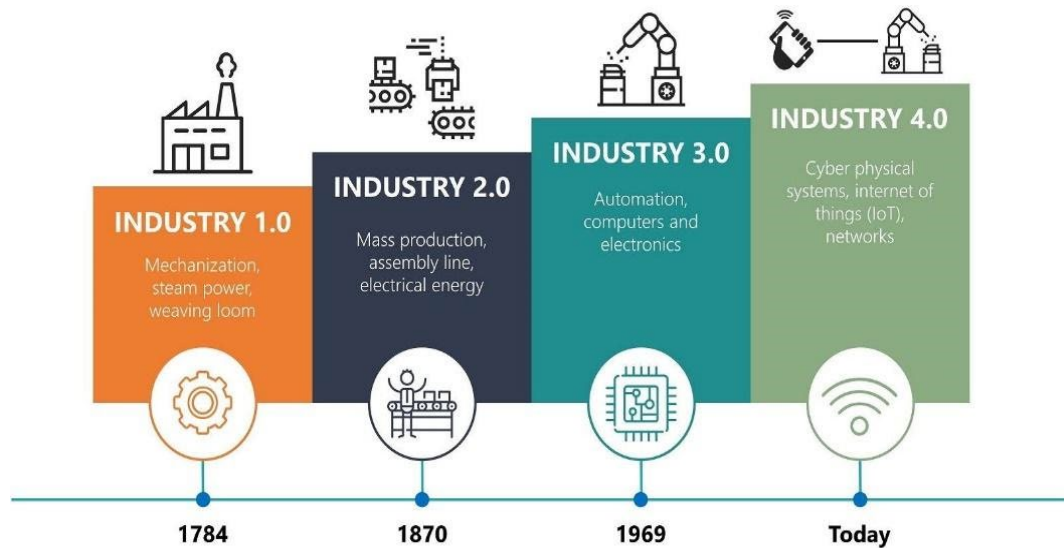 INDUSTRY 1.0
Mechanization,
steam power,
weaving loom
INDUSTRY 2.0
Mass production,
assembly line,
electrical energy
INDUSTRY 3.0
Automation,
computers and
electronics
INDUSTRY 4.0
Cyber physical
systems, internet of
things (IoT),
networks
1784
1870
1969
Today